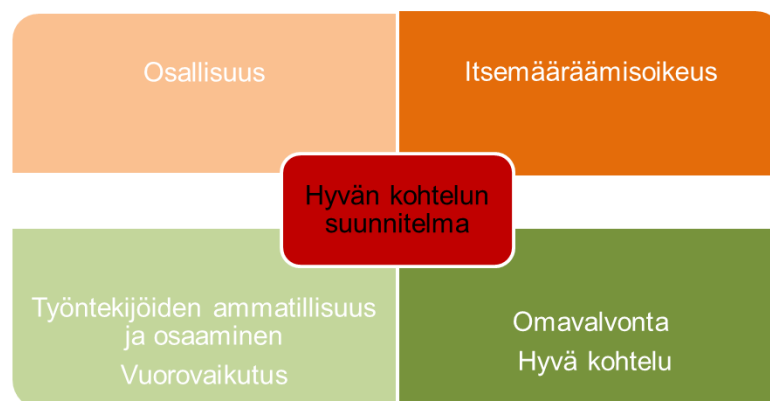 Osallisuus
Itsemääräämisoikeus
Hyvän kohtelun
suunnitelma
Työntekijöiden ammatillisuus
ja osaaminen
Vuorovaikutus
Omavalvonta
Hyvä kohtelu